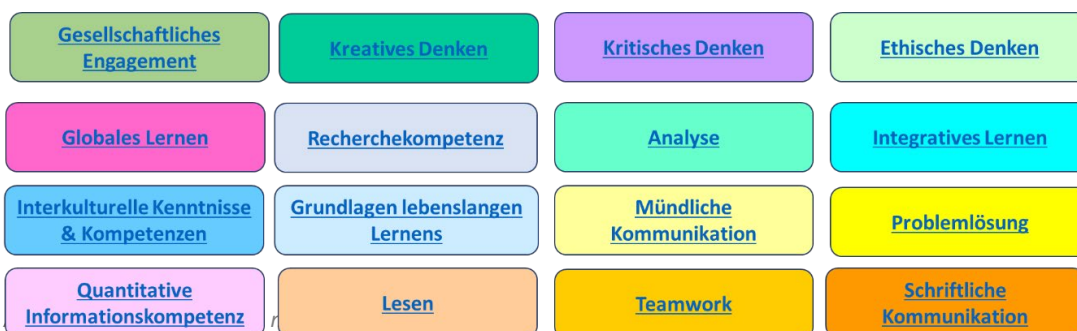 Gesellschaftliches
Engagement
Kreatives Denken
Kritisches Denken
Ethisches Denken
Globales Lernen
Recherchekompetenz
Analyse
Integratives Lernen
Interkulturelle Kenntnisse
& Kompetenzen
Grundlagen lebenslangen
Lernens
Mündliche
Kommunikation
Problemlösung
Quantitative
Informationskompetenz
Lesen
Teamwork
Schriftliche
Kommunikation